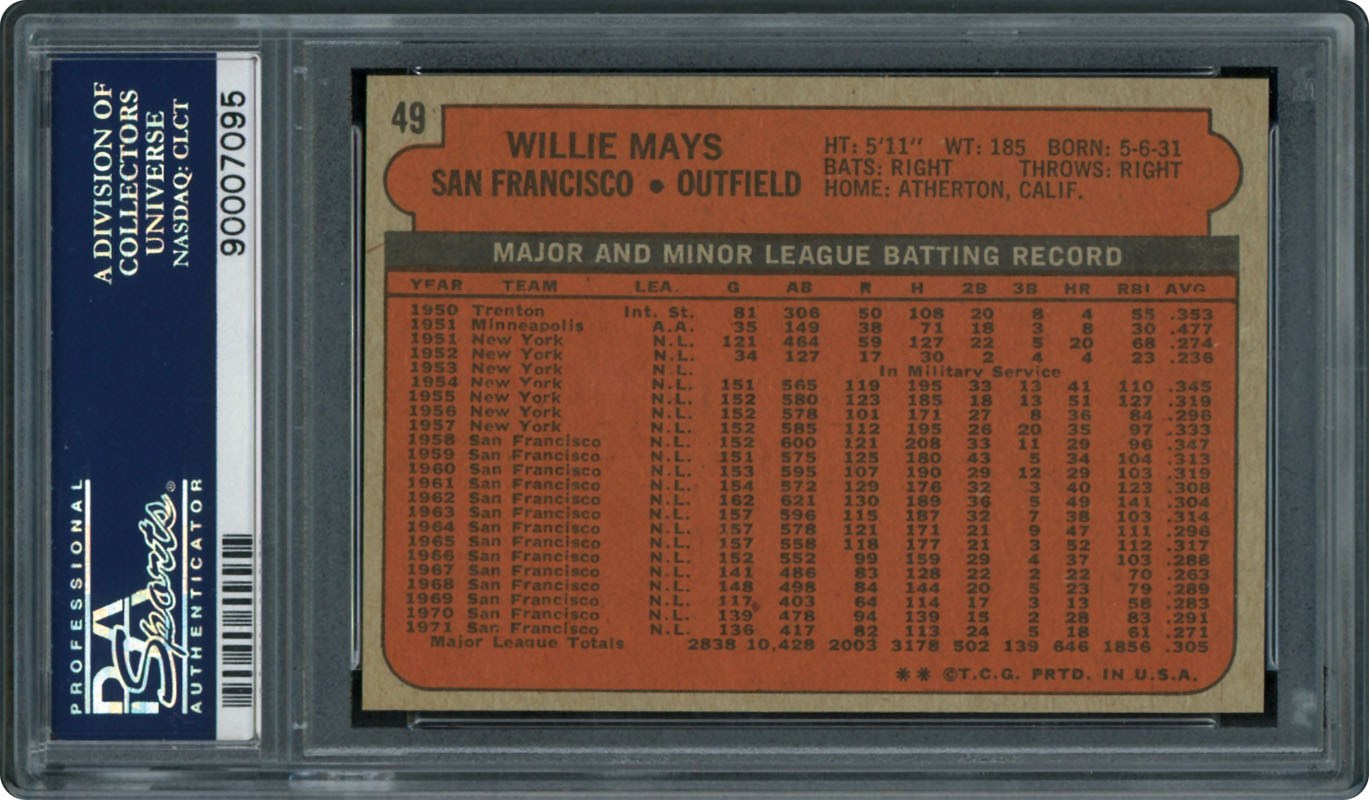 A DIVISION OF
COLLECTORS
UNIVERSE
NASDAQ: CLCT
PROFESSIONAL
PSA
Sports®
AUTHENTICATOR
90007095
49
WILLIE MAYS
SAN FRANCISCO • OUTFIELD
HT: 5'11" WT: 185 BORN: 5-6-31
BATS: RIGHT THROWS: RIGHT
HOME: ATHERTON, CALIF.
MAJOR AND MINOR LEAGUE BATTING RECORD
YEAR TEAM LEA. G AB R H 2B 3B HR RBI AVG
1950 Trenton Int. St. 81 306 50 108 20 8 4 55 .353
1951 Minneapolis A.A. 35 149 38 71 18 3 8 30 .477
1951 New York N.L. 121 464 59 127 22 5 20 68 .274
1952 New York N.L. 34 127 17 30 2 4 4 23 .236
1953 New York N.L. In Military Service
1954 New York N.L. 151 565 119 195 33 13 41 110 .345
1955 New York N.L. 152 580 123 185 18 13 51 127 .319
1956 New York N.L. 152 578 101 171 27 8 36 84 .296
1957 New York N.L. 152 585 112 195 26 20 35 97 .333
1958 San Francisco N.L. 152 600 121 208 33 11 29 96 .347
1959 San Francisco N.L. 151 575 125 180 43 5 34 104 .313
1960 San Francisco N.L. 153 595 107 190 29 12 29 103 .319
1961 San Francisco N.L. 154 572 129 176 32 3 40 123 .308
1962 San Francisco N.L. 162 621 130 189 36 5 49 141 .304
1963 San Francisco N.L. 157 596 115 187 32 7 38 103 .314
1964 San Francisco N.L. 157 578 121 171 21 9 47 111 .296
1965 San Francisco N.L. 157 558 118 177 21 3 52 112 .317
1966 San Francisco N.L. 152 552 99 159 29 4 37 103 .288
1967 San Francisco N.L. 141 486 83 128 22 2 22 70 .263
1968 San Francisco N.L. 148 498 84 144 20 5 23 79 .289
1969 San Francisco N.L. 117 403 64 114 17 3 13 58 .283
1970 San Francisco N.L. 139 478 94 139 15 2 28 83 .291
1971 San Francisco N.L. 136 417 82 113 24 5 18 61 .271
Major League Totals 2838 10,428 2003 3178 502 139 646 1856 .305
** ©T.C.G. PRTD. IN U.S.A.